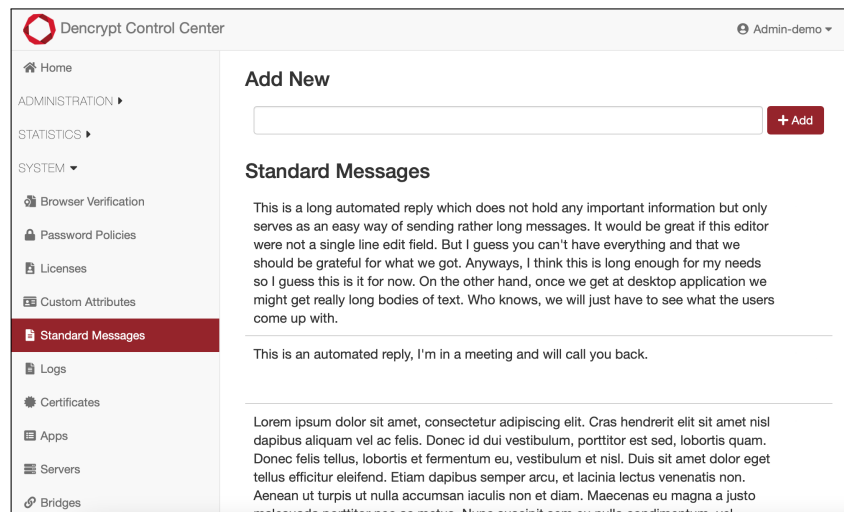 Dencrypt Control Center
Admin-demo
Home
ADMINISTRATION
STATISTICS
SYSTEM
Browser Verification
Password Policies
Licenses
Custom Attributes
Standard Messages
Logs
Certificates
Apps
Servers
Bridges
Add New
Add
Standard Messages
This is a long automated reply which does not hold any important information but only
serves as an easy way of sending rather long messages. It would be great if this editor
were not a single line edit field. But I guess you can't have everything and that we
should be grateful for what we got. Anyways, I think this is long enough for my needs
so I guess this is it for now. On the other hand, once we get at desktop application we
might get really long bodies of text. Who knows, we will just have to see what the users
come up with.
This is an automated reply, I'm in a meeting and will call you back.
Lorem ipsum dolor sit amet, consectetur adipiscing elit. Cras hendrerit elit sit amet nisl
dapibus aliquam vel ac felis. Donec id dui vestibulum, porttitor est sed, lobortis quam.
Donec felis tellus, lobortis et fermentum eu, vestibulum et nisl. Duis sit amet dolor eget
tellus efficitur eleifend. Etiam dapibus semper arcu, et lacinia lectus venenatis non.
Aenean ut turpis ut nulla accumsan iaculis non et diam. Maecenas eu magna a justo